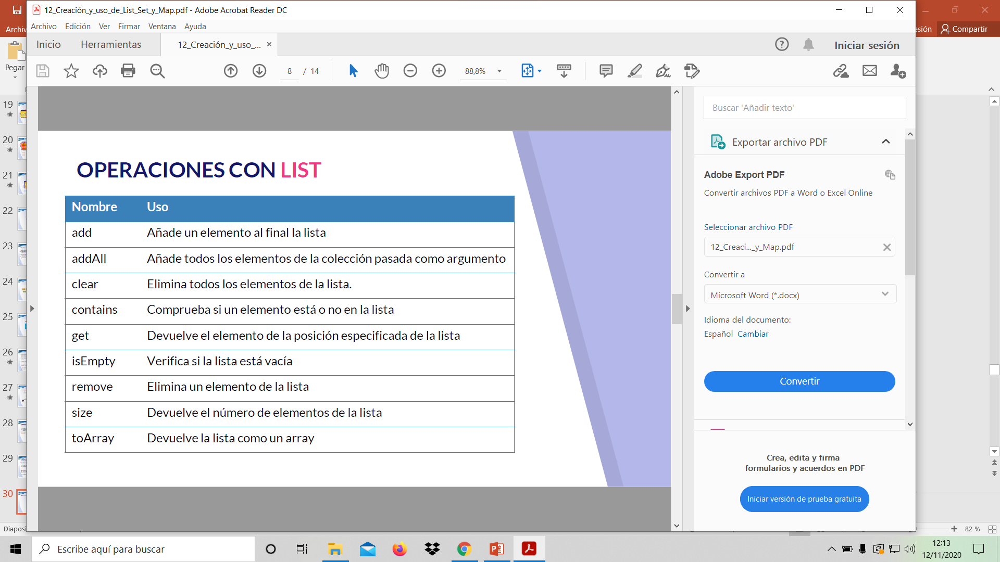 12_Creación_y_uso_de_List_Set_y_Map.pdf - Adobe Acrobat Reader DC
Archivo Edición Ver Firmar Ventana Ayuda
Inicio Herramientas 12_Creación_y_uso_... ×
Iniciar sesión
8 / 14
88,8%
Archiv
Pegar
Compartir
19
20
21
22
23
24
25
26
27
28
29
30
OPERACIONES CON LIST
Nombre Uso
add Añade un elemento al final la lista
addAll Añade todos los elementos de la colección pasada como argumento
clear Elimina todos los elementos de la lista.
contains Comprueba si un elemento está o no en la lista
get Devuelve el elemento de la posición especificada de la lista
isEmpty Verifica si la lista está vacía
remove Elimina un elemento de la lista
size Devuelve el número de elementos de la lista
toArray Devuelve la lista como un array
Buscar 'Añadir texto'
Exportar archivo PDF
Adobe Export PDF
Convertir archivos PDF a Word o Excel Online
Seleccionar archivo PDF
12_Creaci..._y_Map.pdf
Convertir a
Microsoft Word (*.docx)
Idioma del documento:
Español Cambiar
Convertir
Crea, edita y firma
formularios y acuerdos en PDF
Iniciar versión de prueba gratuita
Diaposi
82 %
Escribe aquí para buscar
12:13
12/11/2020